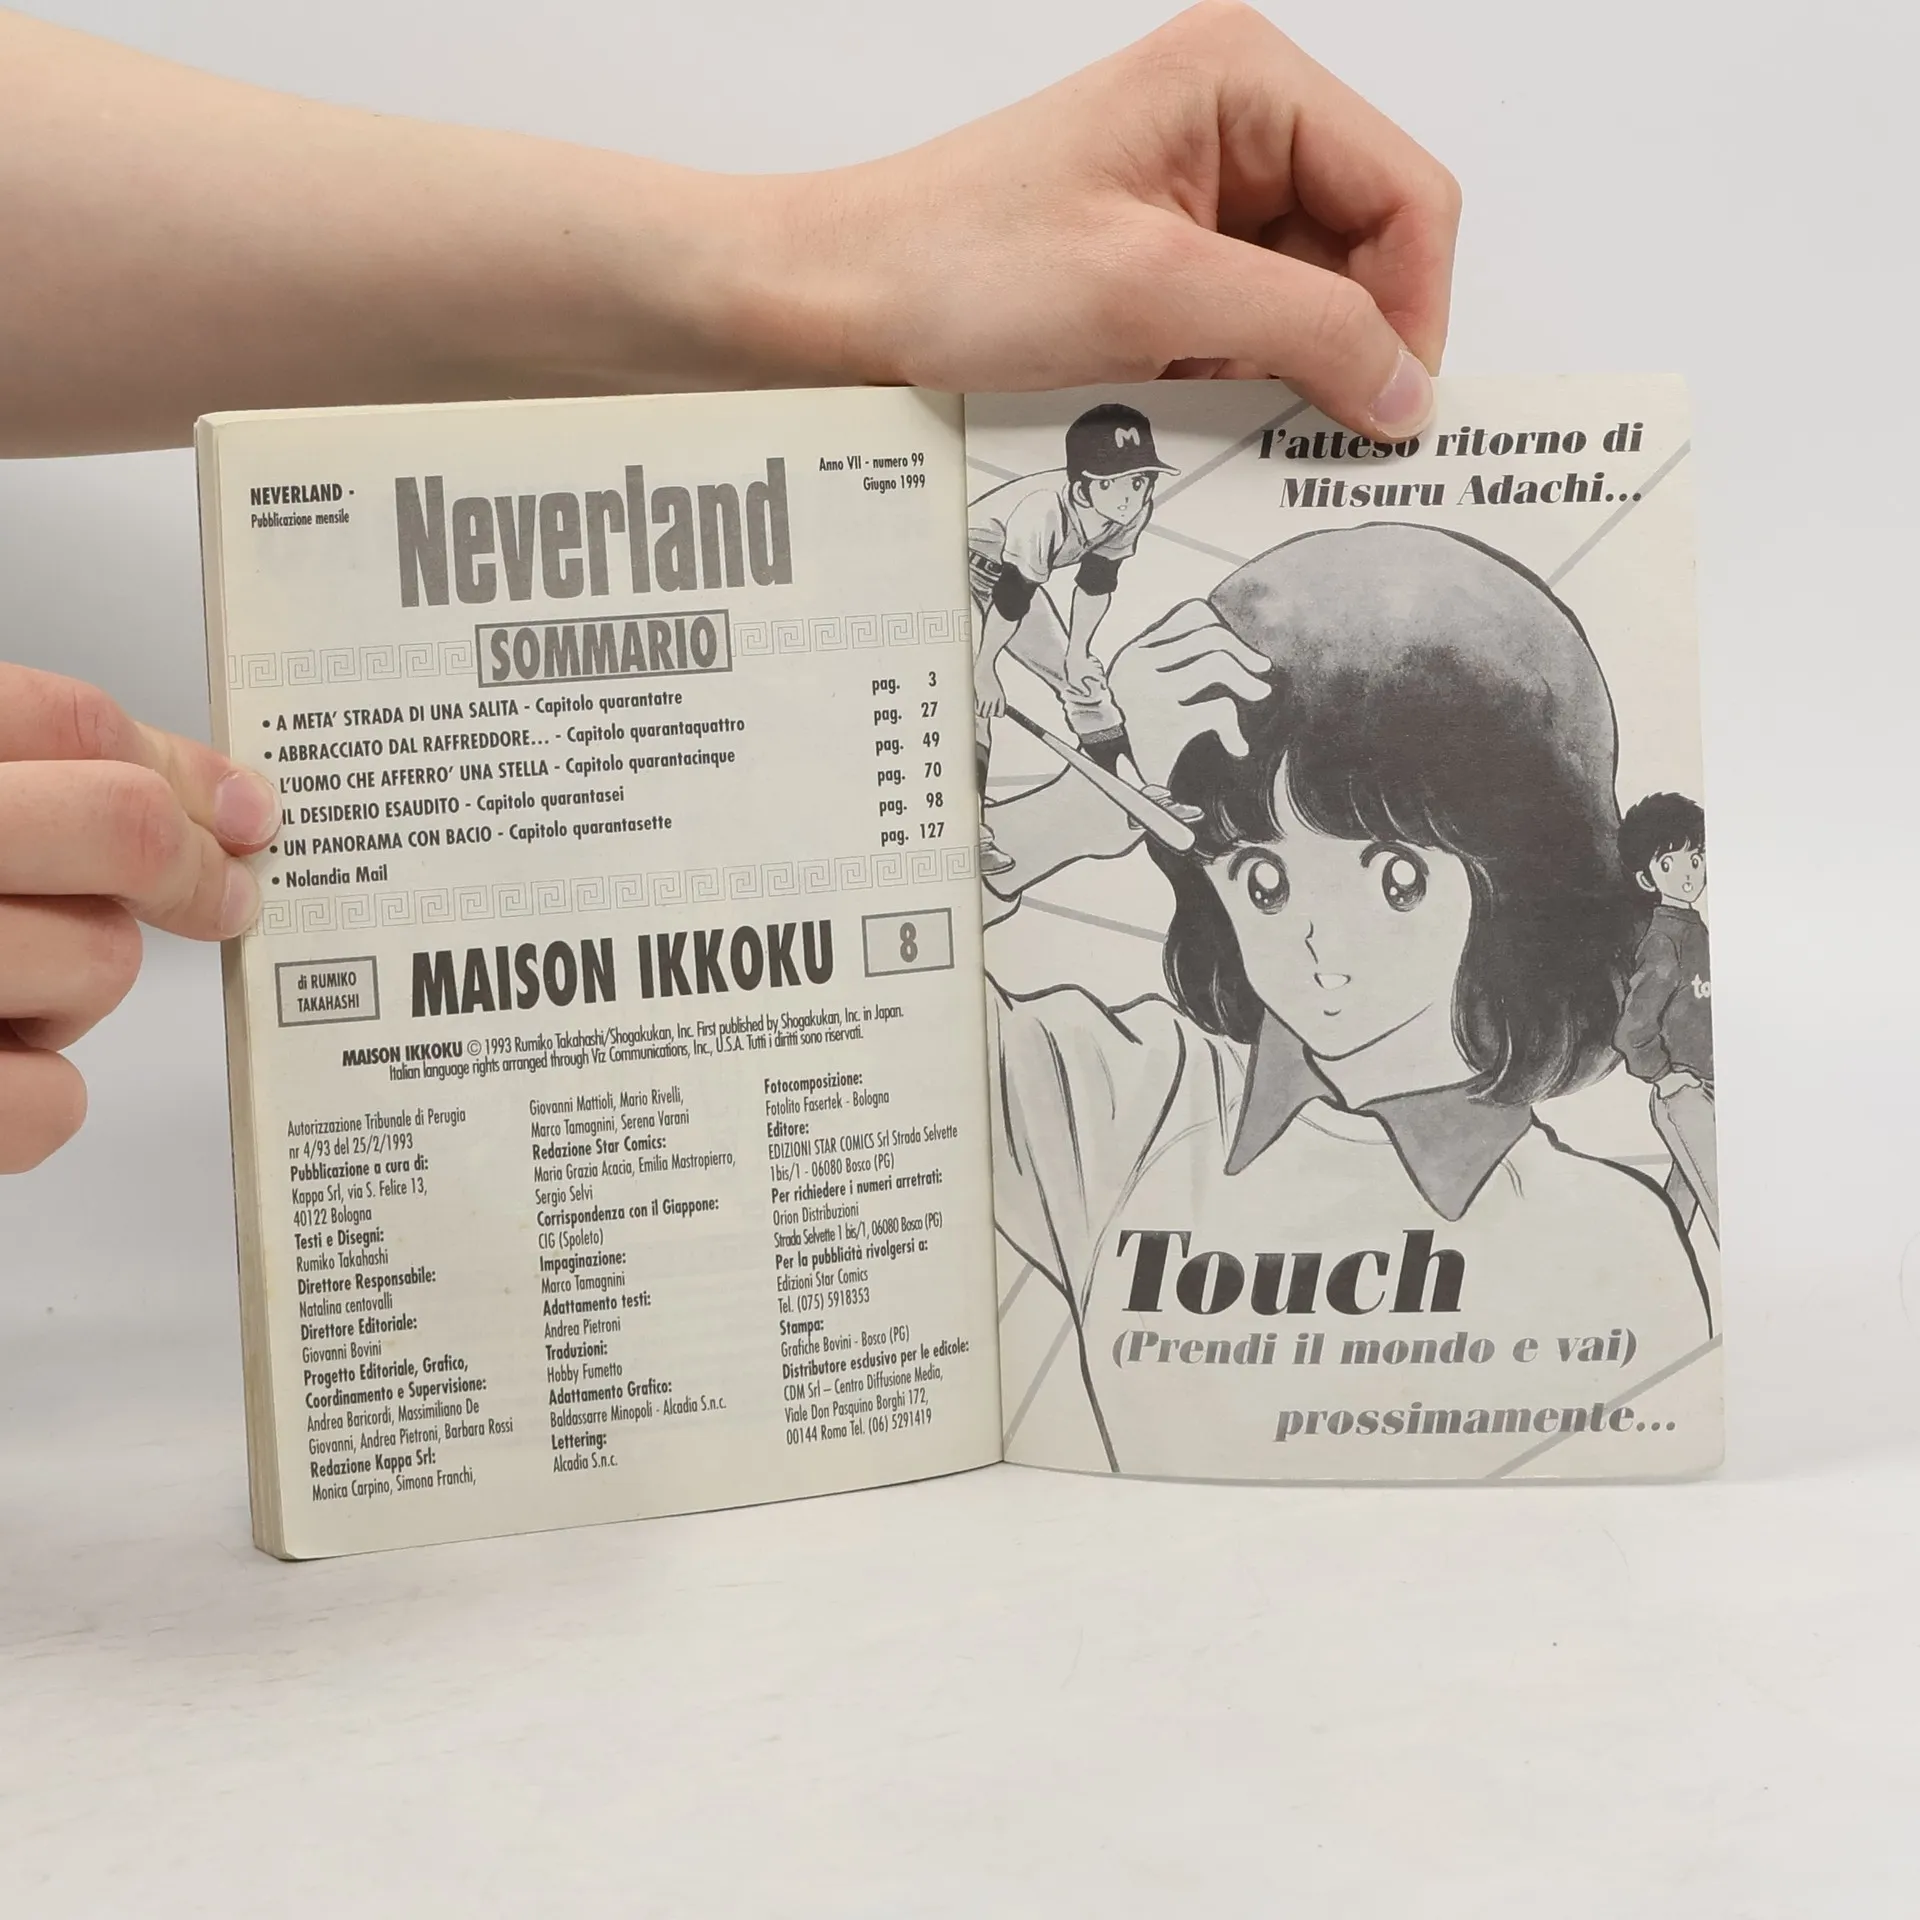 NEVERLAND -
Pubblicazione mensile
Neverland
Anno VII - numero 99
Giugno 1999
SOMMARIO
• A META' STRADA DI UNA SALITA - Capitolo quarantatre pag. 3
• ABBRACCIATO DAL RAFFREDDORE... - Capitolo quarantaquattro pag. 27
L'UOMO CHE AFFERRO' UNA STELLA - Capitolo quarantacinque pag. 49
IL DESIDERIO ESAUDITO - Capitolo quarantasei pag. 70
• UN PANORAMA CON BACIO - Capitolo quarantasette pag. 98
• Nolandia Mail pag. 127
di RUMIKO
TAKAHASHI
MAISON IKKOKU
8
MAISON IKKOKU © 1993 Rumiko Takahashi/Shogakukan, Inc. First published by Shogakukan, Inc. in Japan.
Italian language rights arranged through Viz Communications, Inc., U.S.A. Tutti i diritti sono riservati.
Autorizzazione Tribunale di Perugia
nr 4/93 del 25/2/1993
Pubblicazione a cura di:
Kappa Srl, via S. Felice 13,
40122 Bologna
Testi e Disegni:
Rumiko Takahashi
Direttore Responsabile:
Natalina centovalli
Direttore Editoriale:
Giovanni Bovini
Progetto Editoriale, Grafico,
Coordinamento e Supervisione:
Andrea Baricordi, Massimiliano De
Giovanni, Andrea Pietroni, Barbara Rossi
Redazione Kappa Srl:
Monica Carpino, Simona Franchi,
Giovanni Mattioli, Mario Rivelli,
Marco Tamagnini, Serena Varani
Redazione Star Comics:
Maria Grazia Acacia, Emilia Mastropierro,
Sergio Selvi
Corrispondenza con il Giappone:
CIG (Spoleto)
Impaginazione:
Marco Tamagnini
Adattamento testi:
Andrea Pietroni
Traduzioni:
Hobby Fumetto
Adattamento Grafico:
Baldassarre Minopoli - Alcadia S.n.c.
Lettering:
Alcadia S.n.c.
Fotocomposizione:
Fotolito Fasertek - Bologna
Editore:
EDIZIONI STAR COMICS Srl Strada Selvette
1bis/1 - 06080 Bosco (PG)
Per richiedere i numeri arretrati:
Orion Distribuzioni
Strada Selvette 1 bis/1, 06080 Bosco (PG)
Per la pubblicità rivolgersi a:
Edizioni Star Comics
Tel. (075) 5918353
Stampa:
Grafiche Bovini - Bosco (PG)
Distributore esclusivo per le edicole:
CDM Srl – Centro Diffusione Media,
Viale Don Pasquino Borghi 172,
00144 Roma Tel. (06) 5291419
M
l'atteso ritorno di
Mitsuru Adachi...
to
Touch
(Prendi il mondo e vai)
prossimamente...